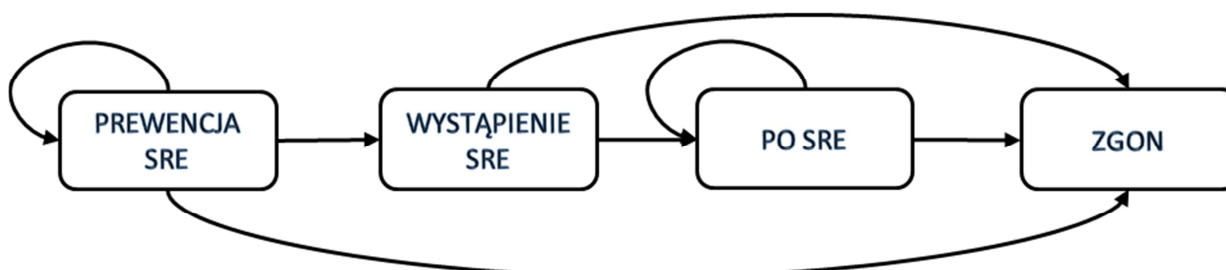 PREWENCJA
SRE
WYSTĄPIENIE
SRE
PO SRE
ZGON